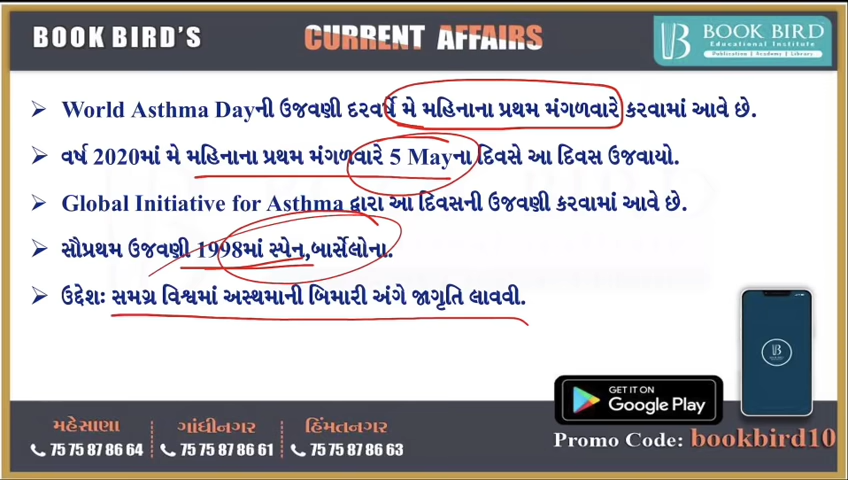 BOOK BIRD'S
CURRENT AFFAIRS
BOOK BIRD
Educational Institute
Publication | Academy | Library
➤ World Asthma Dayની ઉજવણી દરવર્ષે મે મહિનાના પ્રથમ મંગળવારે કરવામાં આવે છે.
➤ વર્ષ 2020માં મે મહિનાના પ્રથમ મંગળવારે 5 Mayના દિવસે આ દિવસ ઉજવાયો.
➤ Global Initiative for Asthma દ્વારા આ દિવસની ઉજવણી કરવામાં આવે છે.
➤ સૌપ્રથમ ઉજવણી 1998માં સ્પેન,બાર્સેલોના.
➤ ઉદ્દેશઃ સમગ્ર વિશ્વમાં અસ્થમાની બિમારી અંગે જાગૃતિ લાવવી.
GET IT ON
Google Play
Promo Code: bookbird10
મહેસાણા
75 75 87 86 64
ગાંધીનગર
75 75 87 86 61
હિંમતનગર
75 75 87 86 63